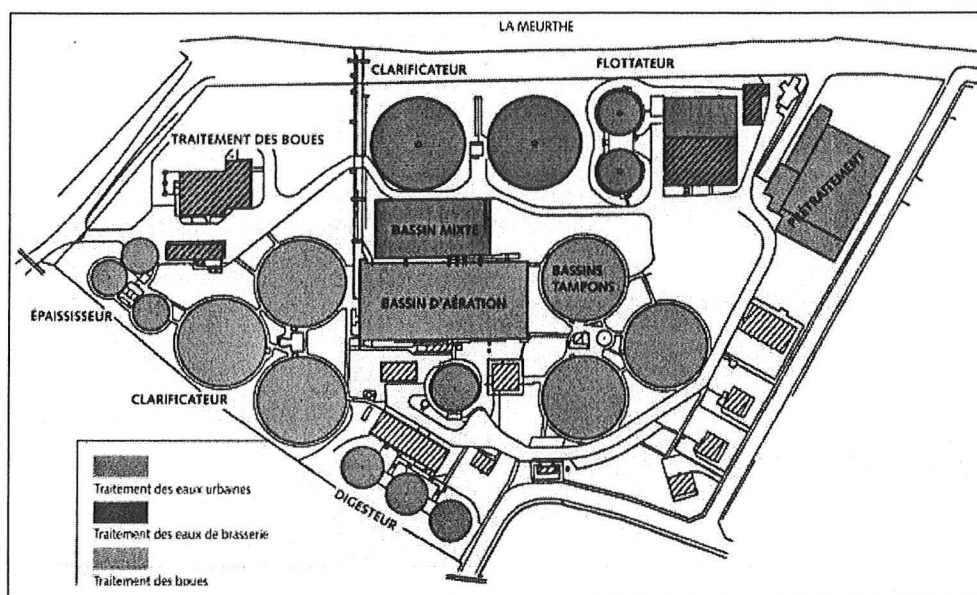 LA MEURTHE
CLARIFICATEUR
FLOTTATEUR
TRAITEMENT DES BOUES
PRÉTRAITEMENT
BASSIN MIXTE
BASSINS
TAMPONS
BASSIN D'AÉRATION
ÉPAISSISSEUR
CLARIFICATEUR
DIGESTEUR
Traitement des eaux urbaines
Traitement des eaux de brasserie
Traitement des boues